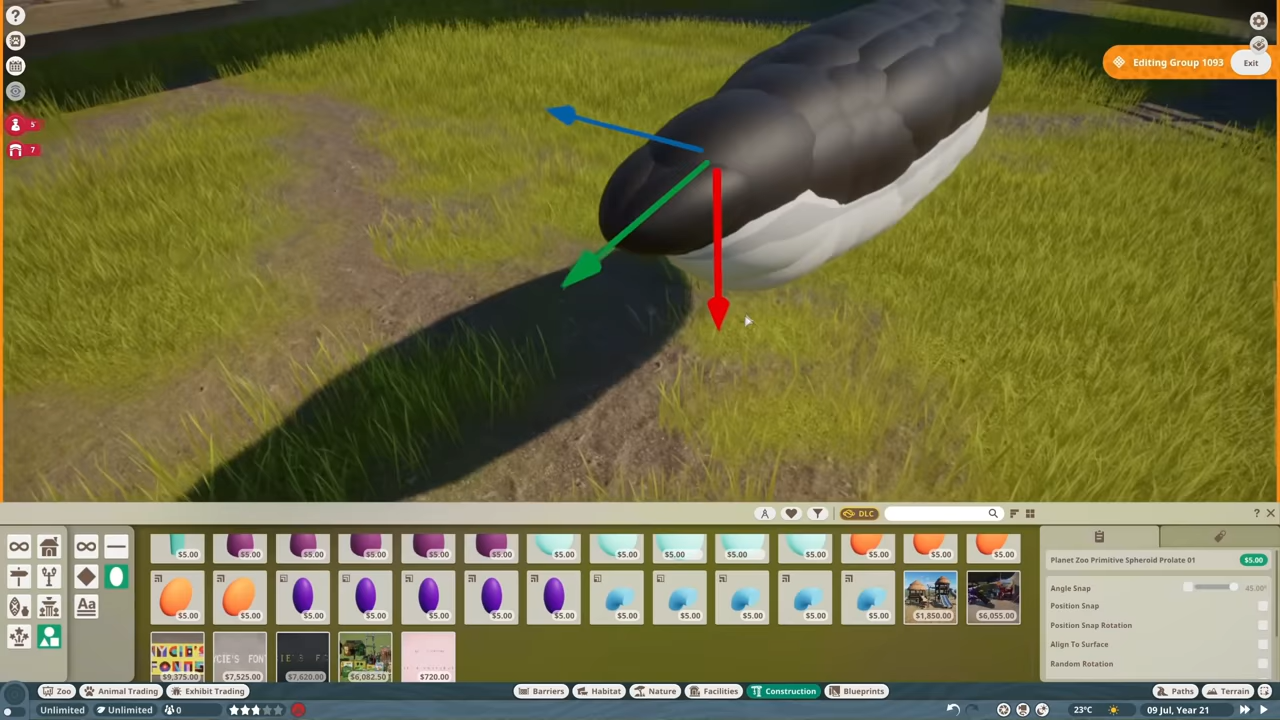 ?
Editing Group 1093 Exit
5
7
DLC
? ×
$5.00 $5.00 $5.00 $5.00 $5.00 $5.00 $5.00 $5.00 $5.00 $5.00 $5.00 $5.00 $5.00 $5.00
Planet Zoo Primitive Spheroid Prolate 01 $5.00
Angle Snap 45.00°
Position Snap
Position Snap Rotation
Align To Surface
Random Rotation
Aa
$5.00 $5.00 $5.00 $5.00 $5.00 $5.00 $5.00 $5.00 $5.00 $5.00 $5.00 $5.00 $1,850.00 $6,055.00
$9,375.00 $7,525.00 $7,620.00 $6,082.50 $720.00
Zoo Animal Trading Exhibit Trading Barriers Habitat Nature Facilities Construction Blueprints Paths Terrain
Unlimited Unlimited 0 23°C 09 Jul, Year 21